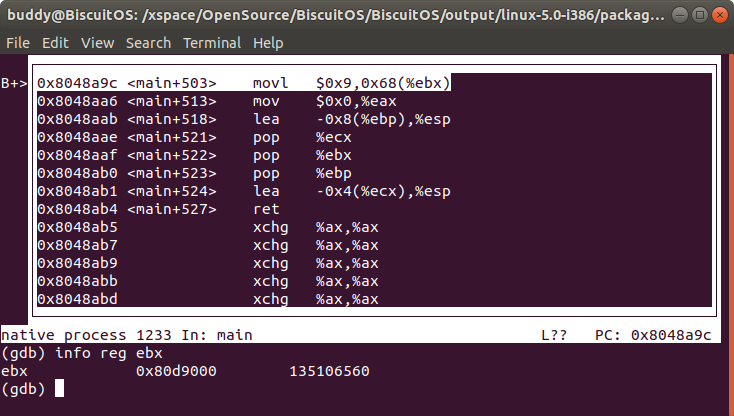 buddy@BiscuitOS: /xspace/OpenSource/BiscuitOS/BiscuitOS/output/linux-5.0-i386/packag...
File Edit View Search Terminal Help
B+> 0x8048a9c <main+503> movl $0x9,0x68(%ebx)
0x8048aa6 <main+513> mov $0x0,%eax
0x8048aab <main+518> lea -0x8(%ebp),%esp
0x8048aae <main+521> pop %ecx
0x8048aaf <main+522> pop %ebx
0x8048ab0 <main+523> pop %ebp
0x8048ab1 <main+524> lea -0x4(%ecx),%esp
0x8048ab4 <main+527> ret
0x8048ab5 xchg %ax,%ax
0x8048ab7 xchg %ax,%ax
0x8048ab9 xchg %ax,%ax
0x8048abb xchg %ax,%ax
0x8048abd xchg %ax,%ax
native process 1233 In: main L?? PC: 0x8048a9c
(gdb) info reg ebx
ebx 0x80d9000 135106560
(gdb)